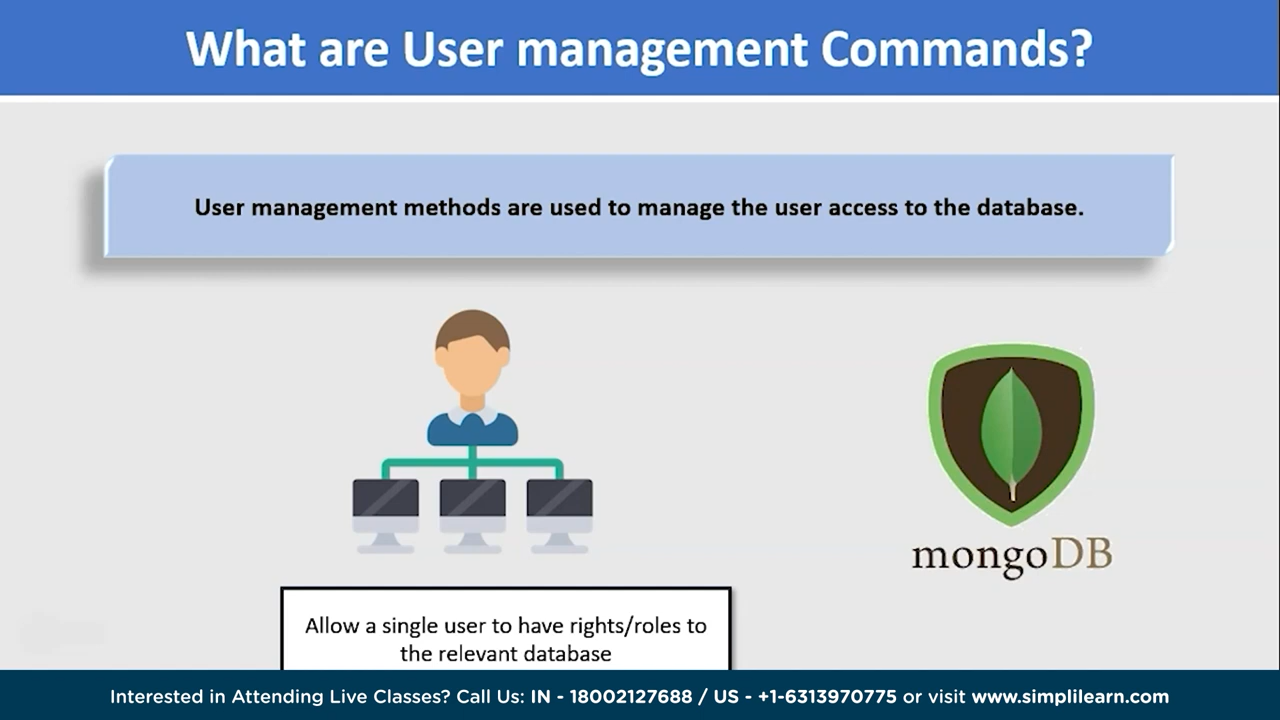 What are User management Commands?
User management methods are used to manage the user access to the database.
mongoDB
Allow a single user to have rights/roles to
the relevant database
Interested in Attending Live Classes? Call Us: IN - 18002127688 / US - +1-6313970775 or visit www.simplilearn.com